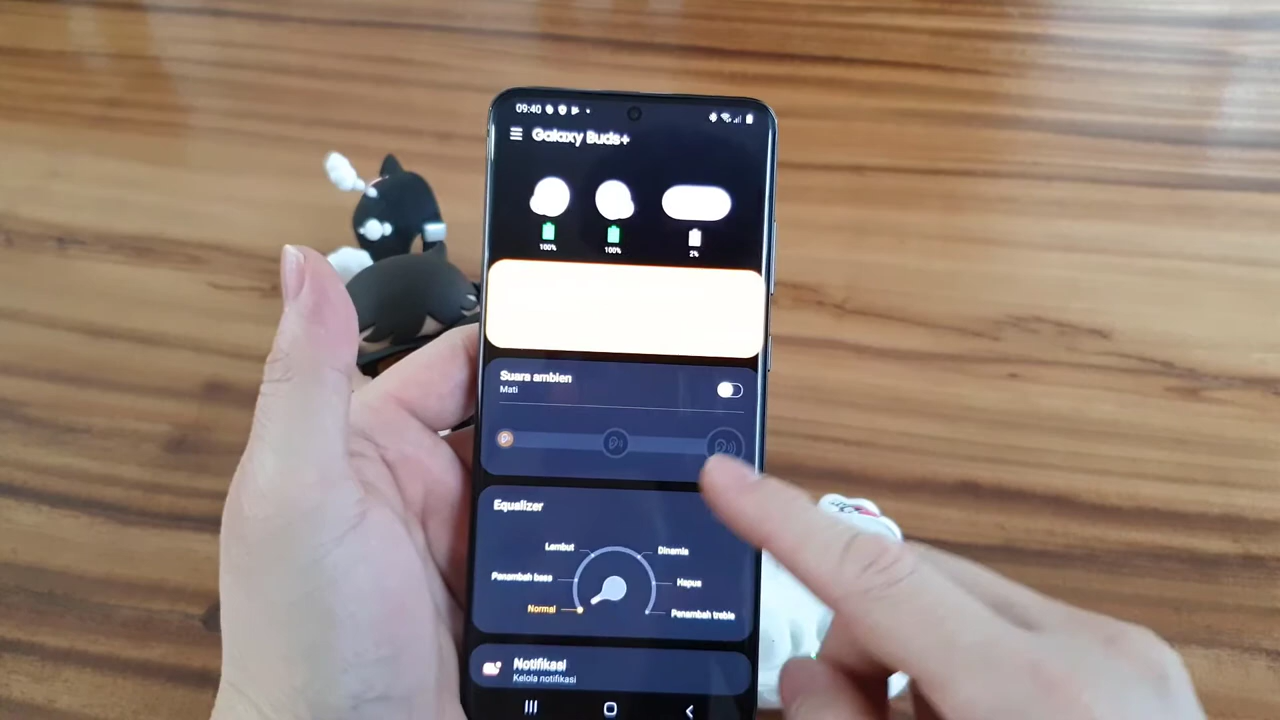 09:40
Galaxy Buds+
100%
100%
2%
Suara ambien
Mati
Equalizer
Lembut
Dinamis
Penambah bass
Hapus
Normal
Penambah treble
Notifikasi
Kelola notifikasi